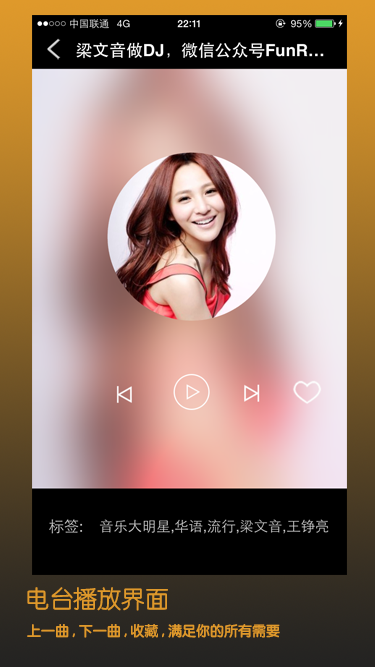 中国联通 4G 22:11 95%
梁文音做DJ，微信公众号FunR...
标签: 音乐大明星,华语,流行,梁文音,王铮亮
电台播放界面
上一曲,下一曲,收藏,满足你的所有需要